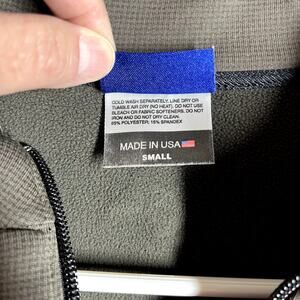 COLD WASH SEPARATELY. LINE DRY OR
TUMBLE AIR DRY (NO HEAT). DO NOT USE
BLEACH OR FABRIC SOFTENERS. DO NOT
IRON AND DO NOT DRY CLEAN.
85% POLYESTER; 15% SPANDEX
MADE IN USA
SMALL